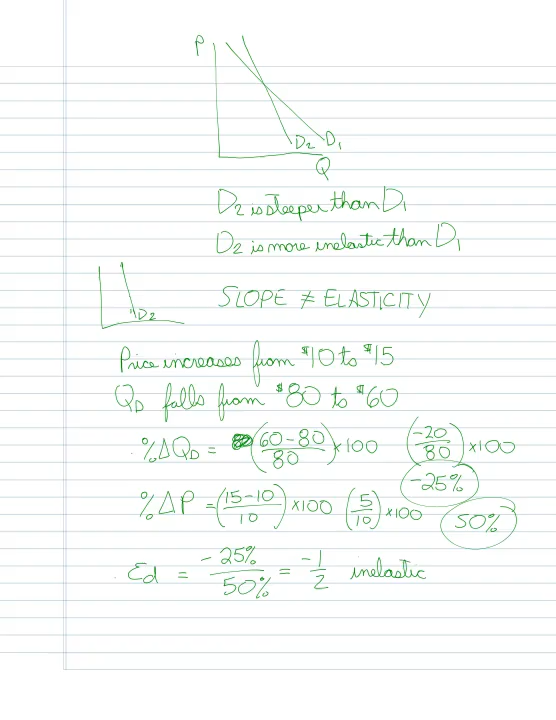 P
D2 D1
Q
D2 is steeper than D1
D2 is more inelastic than D1
D2
SLOPE ≠ ELASTICITY
Price increases from $10 to $15
QD falls from $80 to $60
%ΔQD = (60-80/80) x100 (-20/80) x100
-25%
%ΔP = (15-10/10) x100 (5/10) x100
50%
Ed = -25%/50% = -1/2 inelastic